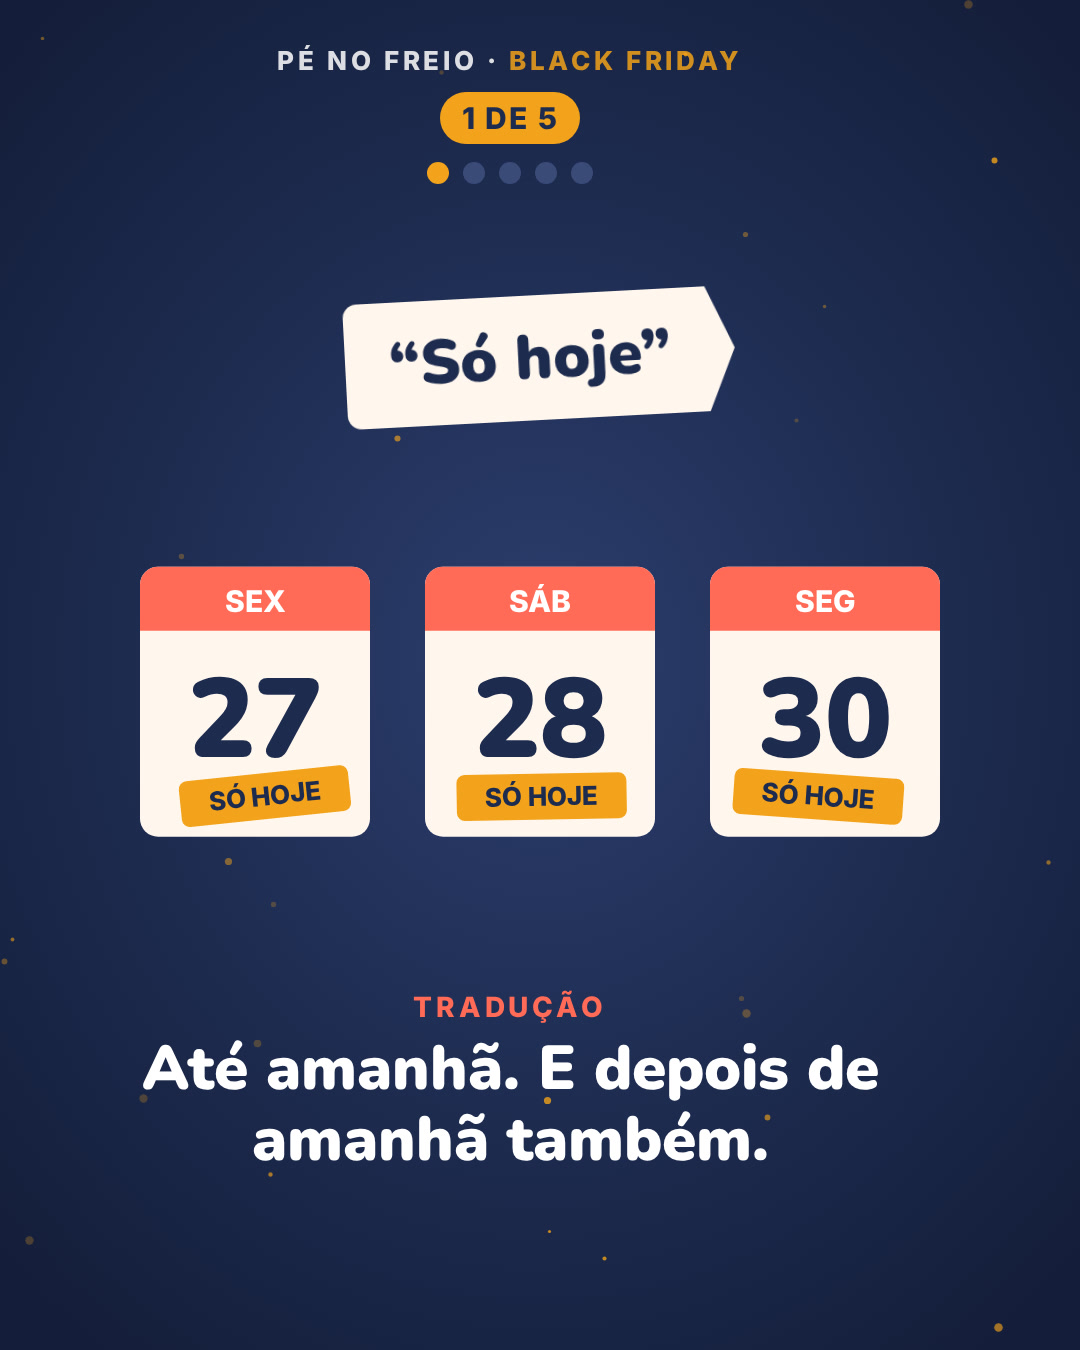 PÉ NO FREIO · BLACK FRIDAY
1 DE 5
“Só hoje”
SEX
27
SÓ HOJE
SÁB
28
SÓ HOJE
SEG
30
SÓ HOJE
TRADUÇÃO
Até amanhã. E depois de
amanhã também.